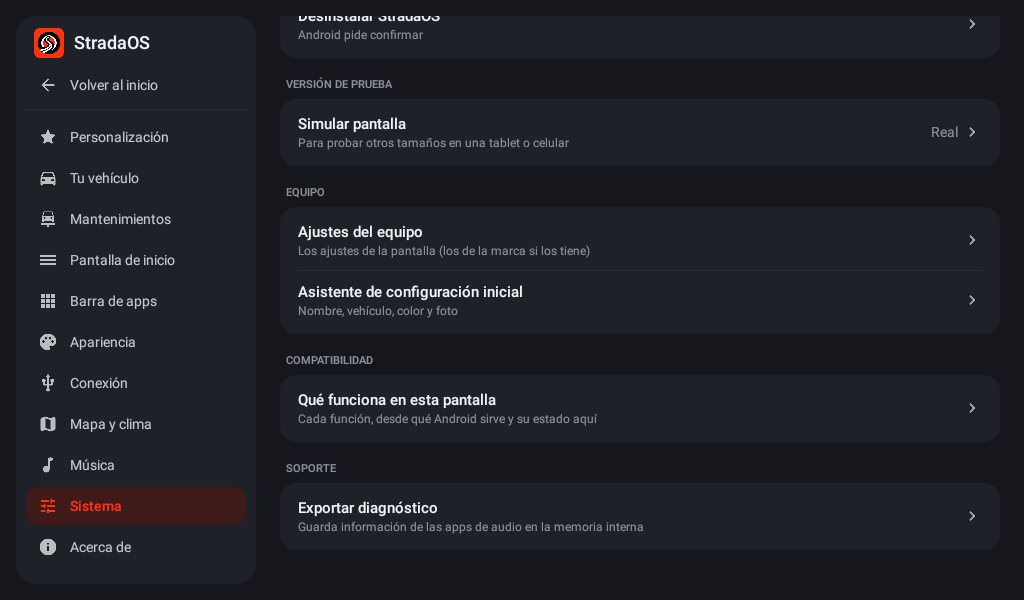 StradaOS
Volver al inicio
Personalización
Tu vehículo
Mantenimientos
Pantalla de inicio
Barra de apps
Apariencia
Conexión
Mapa y clima
Música
Sistema
Acerca de
Desinstalar StradaOS
Android pide confirmar
VERSIÓN DE PRUEBA
Simular pantalla
Para probar otros tamaños en una tablet o celular
Real
EQUIPO
Ajustes del equipo
Los ajustes de la pantalla (los de la marca si los tiene)
Asistente de configuración inicial
Nombre, vehículo, color y foto
COMPATIBILIDAD
Qué funciona en esta pantalla
Cada función, desde qué Android sirve y su estado aquí
SOPORTE
Exportar diagnóstico
Guarda información de las apps de audio en la memoria interna